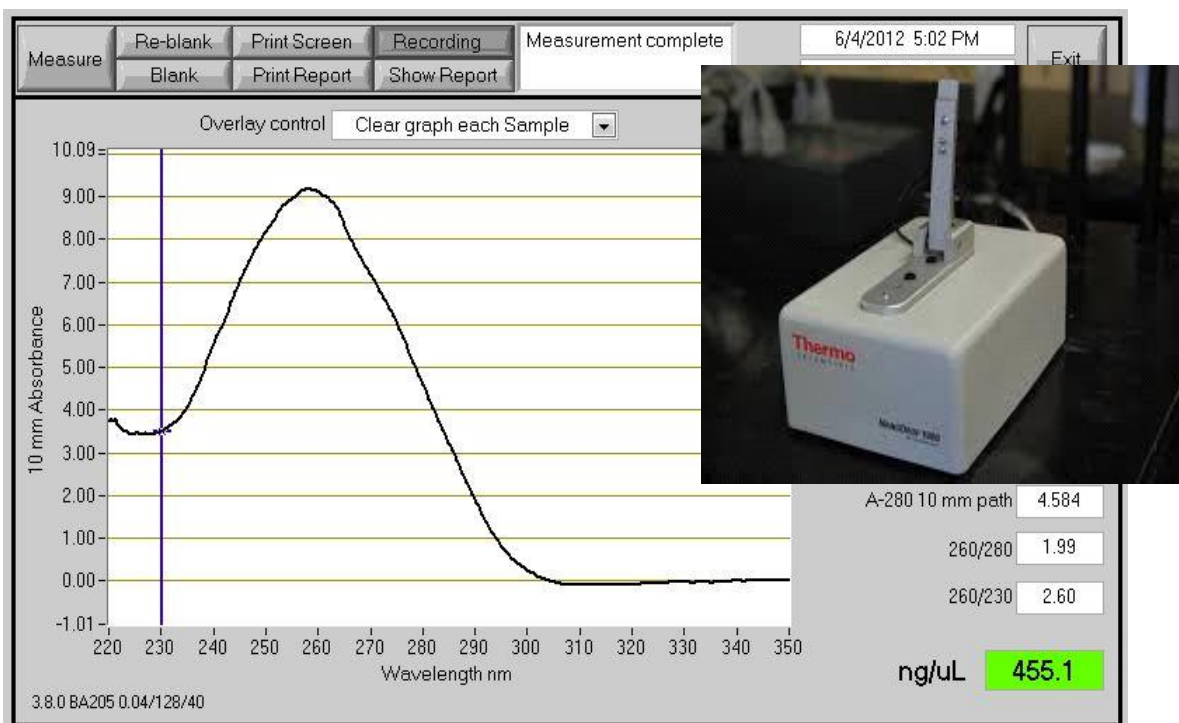 Measure
Re-blank
Print Screen
Recording
Measurement complete
6/4/2012 5:02 PM
Exit
Blank
Print Report
Show Report
Overlay control
Clear graph each Sample
10.09
9.00
8.00
7.00
6.00
5.00
4.00
3.00
2.00
1.00
0.00
-1.01
10 mm Absorbance
220 230 240 250 260 270 280 290 300 310 320 330 340 350
Wavelength nm
Thermo
SCIENTIFIC
A-280 10 mm path 4.584
260/280 1.99
260/230 2.60
ng/uL 455.1
3.8.0 BA205 0.04/128/40